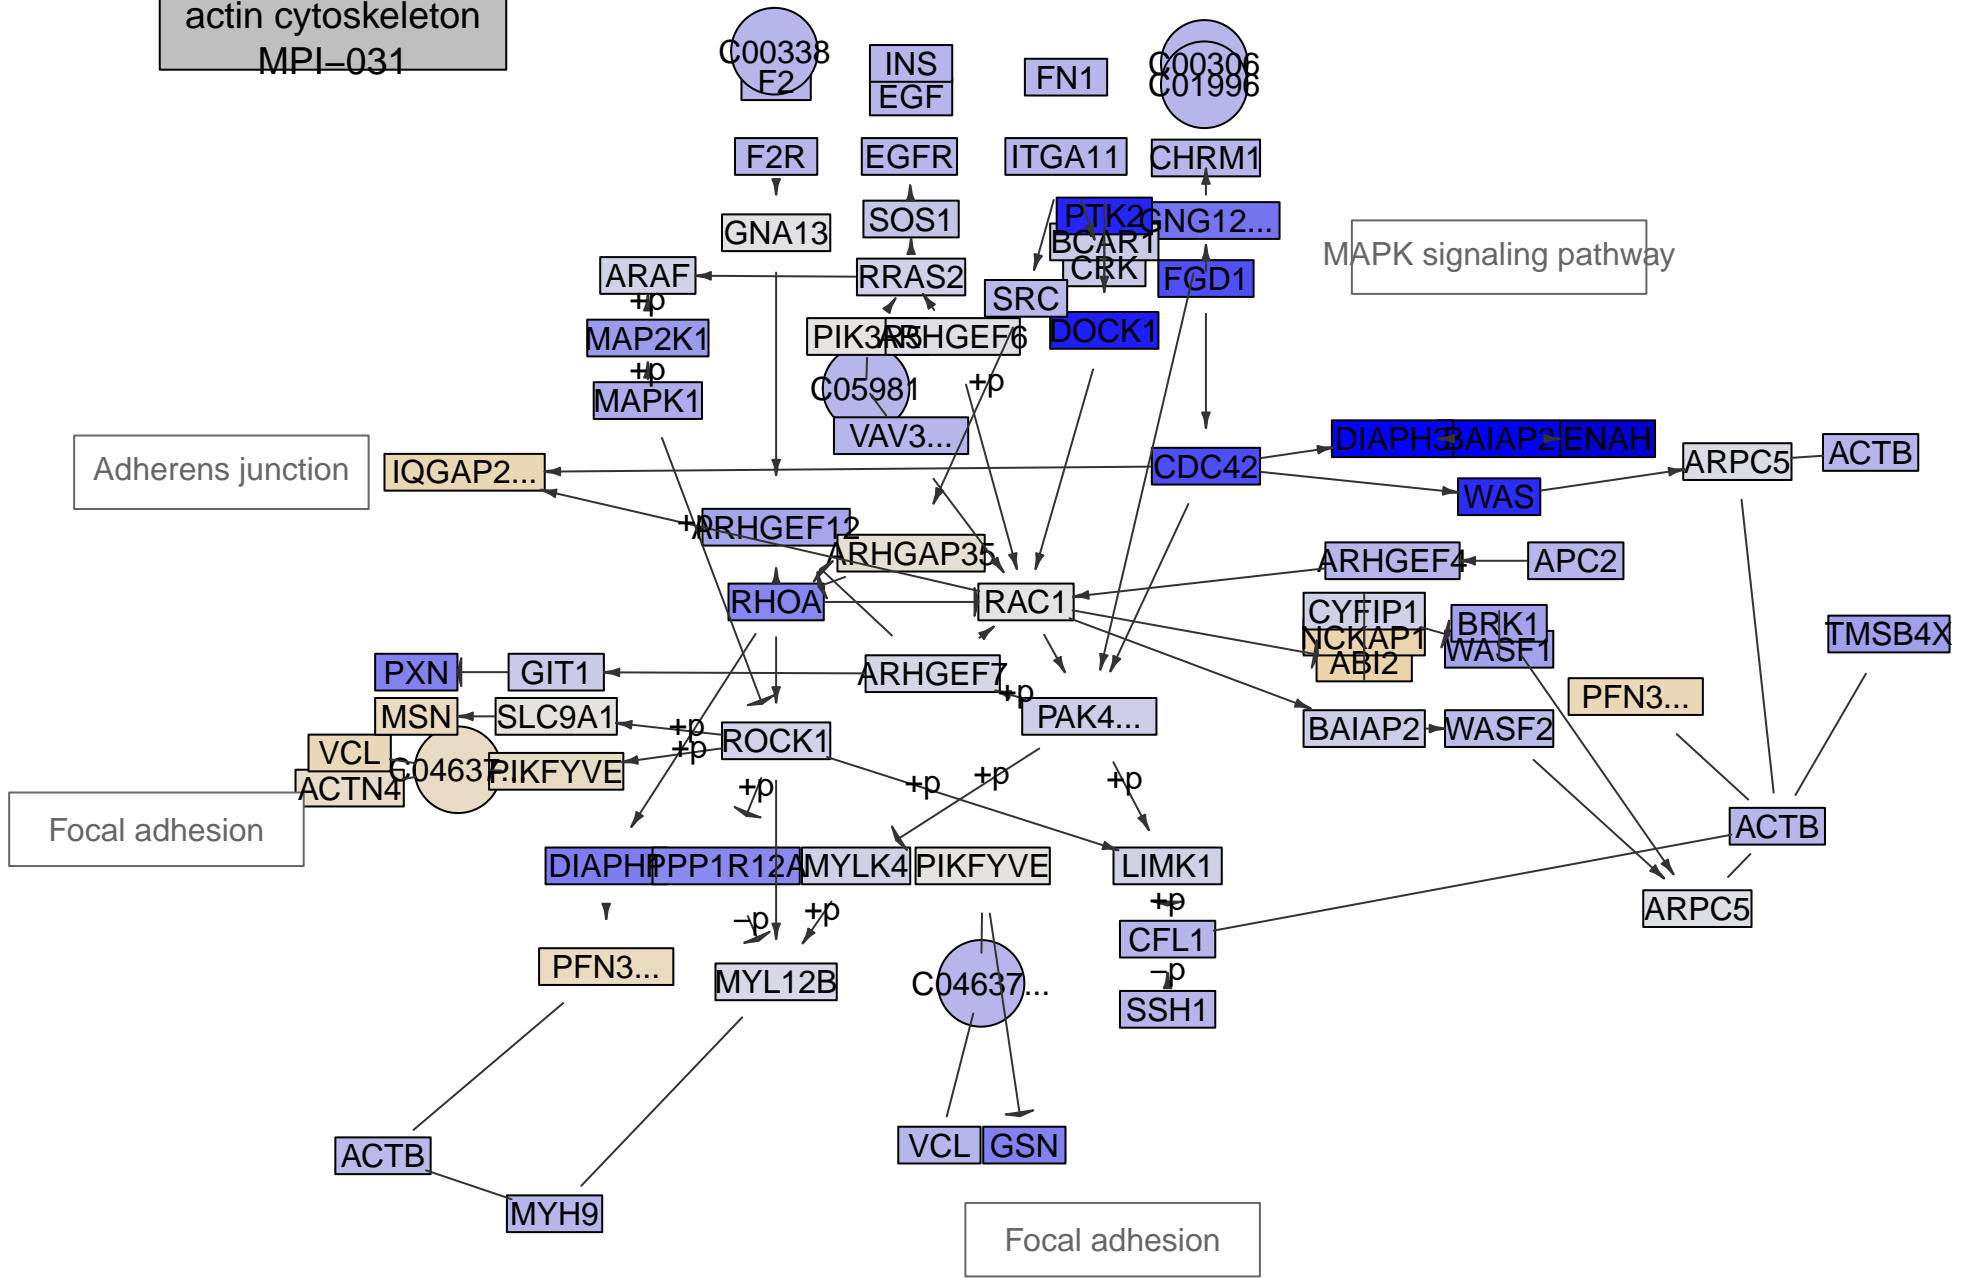 actin cytoskeleton
MPI−031
C00338
F2
INS
EGF
FN1
C00306
C01996
F2R
EGFR
ITGA11
CHRM1
GNA13
SOS1
PTK2
GNG12...
BCAR1
CRK
MAPK signaling pathway
ARAF
RRAS2
SRC
FGD1
+p
MAP2K1
PIK3R5
ARHGEF6
DOCK1
+p
MAPK1
C05981
+p
VAV3...
Adherens junction
IQGAP2...
CDC42
DIAPH3
BAIAP2
ENAH
ARPC5
ACTB
WAS
+p
ARHGEF12
ARHGAP35
ARHGEF4
APC2
RHOA
RAC1
CYFIP1
NCKAP1
ABI2
BRK1
WASF1
TMSB4X
PXN
GIT1
ARHGEF7
+p
PFN3...
MSN
SLC9A1
+p
ROCK1
PAK4...
BAIAP2
WASF2
VCL
+p
C04637...
PIKFYVE
ACTN4
+p
+p
+p
+p
Focal adhesion
ACTB
PPP1R12A
MYLK4
PIKFYVE
LIMK1
−p
+p
+p
ARPC5
CFL1
PFN3...
MYL12B
C04637...
−p
SSH1
ACTB
VCL
GSN
MYH9
Focal adhesion